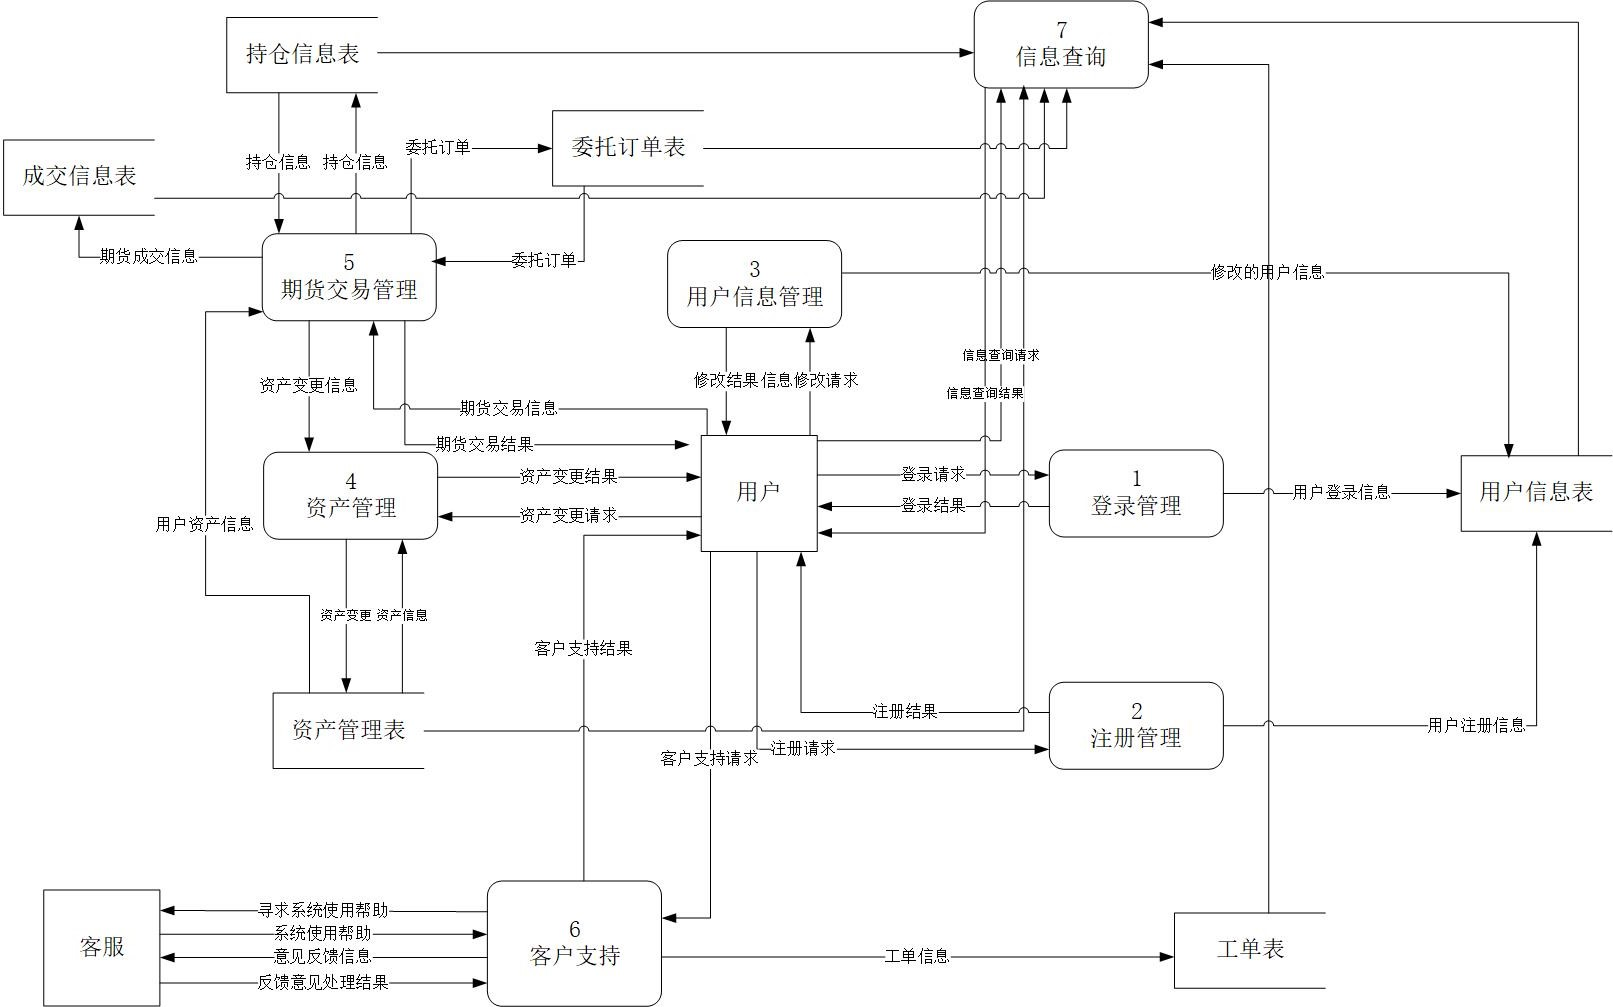 7
信息查询
持仓信息表
委托订单
委托订单表
持仓信息
持仓信息
成交信息表
期货成交信息
5
期货交易管理
委托订单
3
用户信息管理
修改的用户信息
信息查询请求
信息查询结果
资产变更信息
修改结果
信息修改请求
期货交易信息
期货交易结果
4
资产管理
资产变更结果
资产变更请求
用户
登录请求
登录结果
1
登录管理
用户登录信息
用户信息表
用户资产信息
资产变更
资产信息
客户支持结果
资产管理表
客户支持请求
注册结果
注册请求
2
注册管理
用户注册信息
客服
寻求系统使用帮助
系统使用帮助
意见反馈信息
反馈意见处理结果
6
客户支持
工单信息
工单表